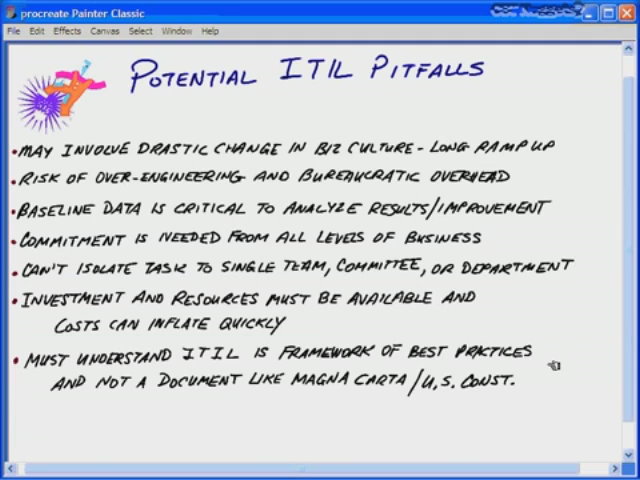 procreate Painter Classic
CBT Nuggets
File Edit Effects Canvas Select Window Help
POTENTIAL ITIL PITFALLS
• MAY INVOLVE DRASTIC CHANGE IN BIZ CULTURE - LONG RAMP UP
• RISK OF OVER-ENGINEERING AND BUREAUCRATIC OVERHEAD
• BASELINE DATA IS CRITICAL TO ANALYZE RESULTS/IMPROVEMENT
• COMMITMENT IS NEEDED FROM ALL LEVELS OF BUSINESS
• CAN'T ISOLATE TASK TO SINGLE TEAM, COMMITTEE, OR DEPARTMENT
• INVESTMENT AND RESOURCES MUST BE AVAILABLE AND
COSTS CAN INFLATE QUICKLY
• MUST UNDERSTAND ITIL IS FRAMEWORK OF BEST PRACTICES
AND NOT A DOCUMENT LIKE MAGNA CARTA/U.S. CONST.